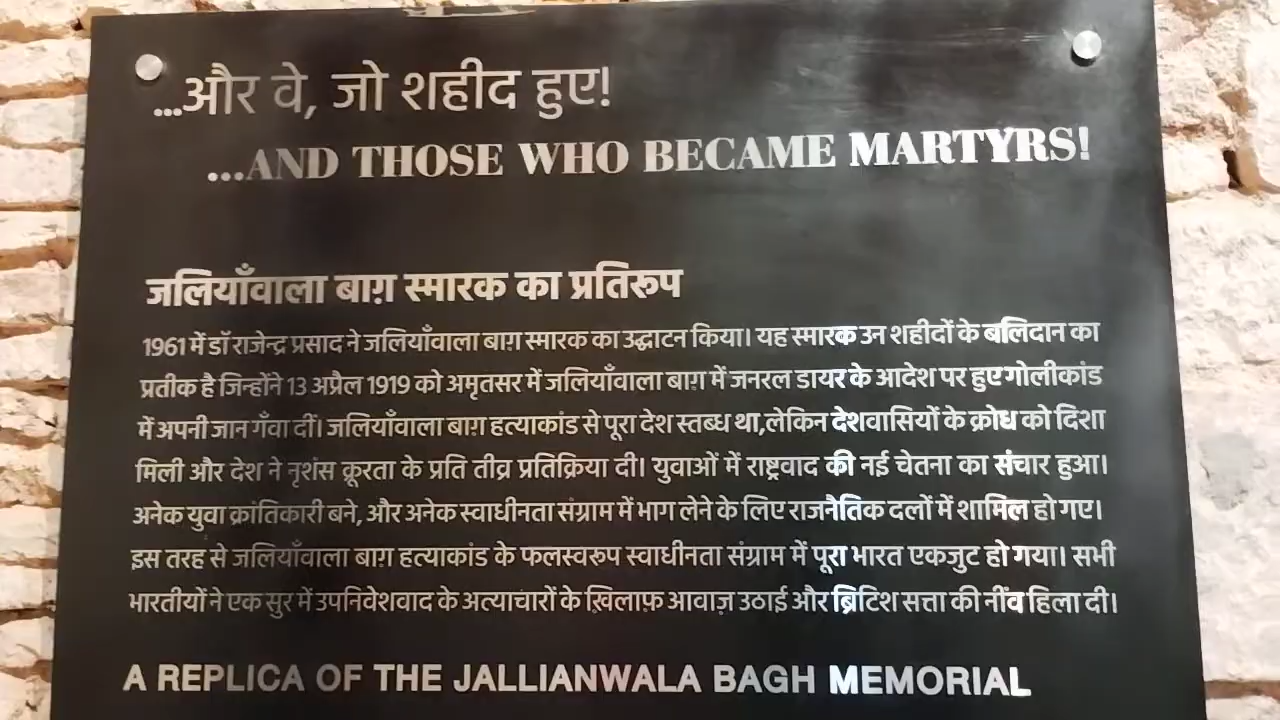 ...और वे, जो शहीद हुए!
...AND THOSE WHO BECAME MARTYRS!
जलियाँवाला बाग़ स्मारक का प्रतिरूप
1961 में डॉ राजेन्द्र प्रसाद ने जलियाँवाला बाग़ स्मारक का उद्घाटन किया। यह स्मारक उन शहीदों के बलिदान का
प्रतीक है जिन्होंने 13 अप्रैल 1919 को अमृतसर में जलियाँवाला बाग़ में जनरल डायर के आदेश पर हुए गोलीकांड
में अपनी जान गँवा दीं। जलियाँवाला बाग़ हत्याकांड से पूरा देश स्तब्ध था,लेकिन देशवासियों के क्रोध को दिशा
मिली और देश ने नृशंस क्रूरता के प्रति तीव्र प्रतिक्रिया दी। युवाओं में राष्ट्रवाद की नई चेतना का संचार हुआ।
अनेक युवा क्रांतिकारी बने, और अनेक स्वाधीनता संग्राम में भाग लेने के लिए राजनैतिक दलों में शामिल हो गए।
इस तरह से जलियाँवाला बाग़ हत्याकांड के फलस्वरूप स्वाधीनता संग्राम में पूरा भारत एकजुट हो गया। सभी
भारतीयों ने एक सुर में उपनिवेशवाद के अत्याचारों के ख़िलाफ़ आवाज़ उठाई और ब्रिटिश सत्ता की नींव हिला दी।
A REPLICA OF THE JALLIANWALA BAGH MEMORIAL